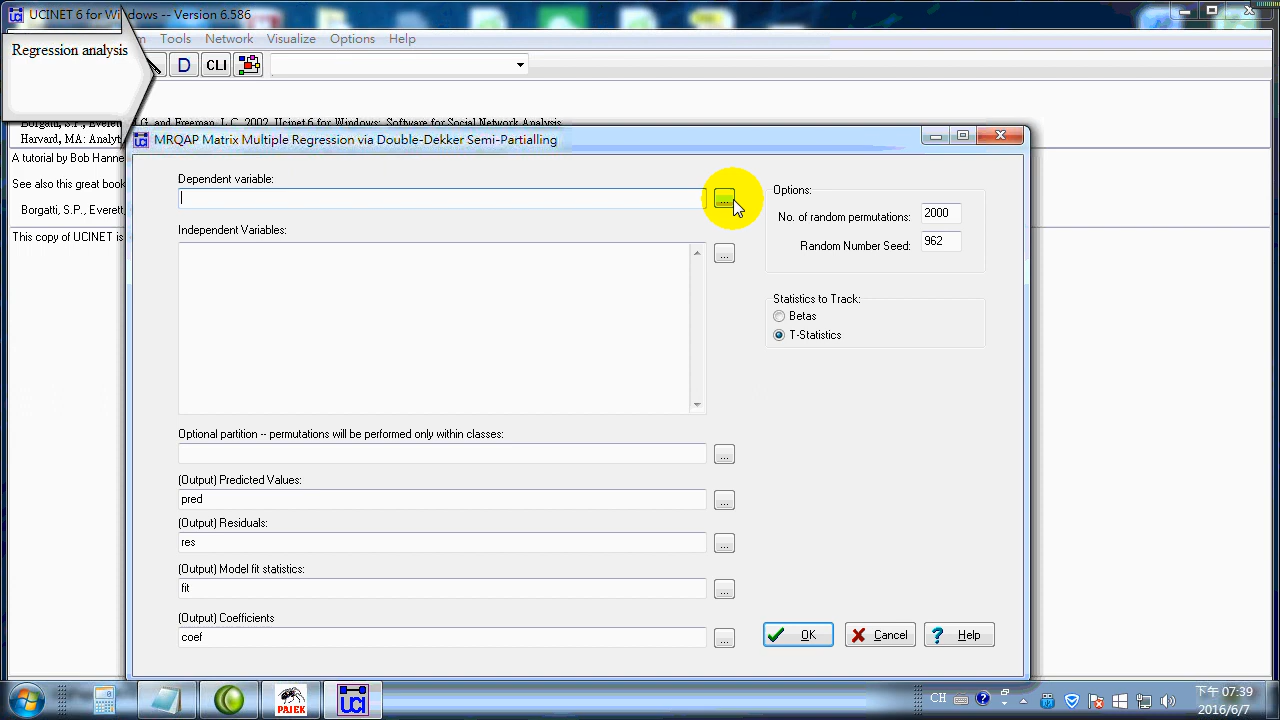 UCINET 6 for Windows -- Version 6.586
Regression analysis
Tools Network Visualize Options Help
D CLI
G. and Freeman, L.C. 2002. Ucinet 6 for Windows: Software for Social Network Analysis.
Harvard, MA: Analyt
A tutorial by Bob Hanne
See also this great book
Borgatti, S.P., Everett
This copy of UCINET is
MRQAP Matrix Multiple Regression via Double-Dekker Semi-Partialling
Dependent variable:
...
Independent Variables:
...
Options:
No. of random permutations: 2000
Random Number Seed: 962
Statistics to Track:
Betas
T-Statistics
Optional partition -- permutations will be performed only within classes:
...
(Output) Predicted Values:
pred ...
(Output) Residuals:
res ...
(Output) Model fit statistics:
fit ...
(Output) Coefficients
coef ...
OK Cancel Help
PAJEK
UCI
CH
下午 07:39
2016/6/7